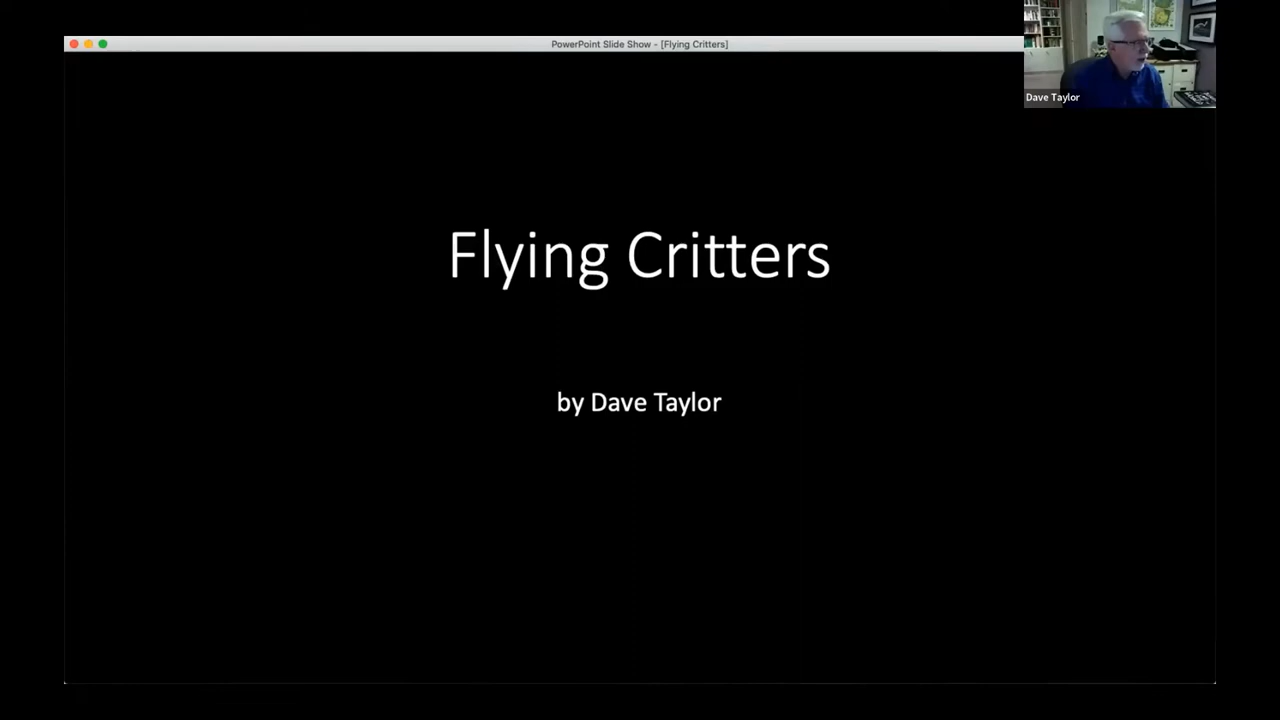 PowerPoint Slide Show - [Flying Critters]
Dave Taylor
Flying Critters
by Dave Taylor